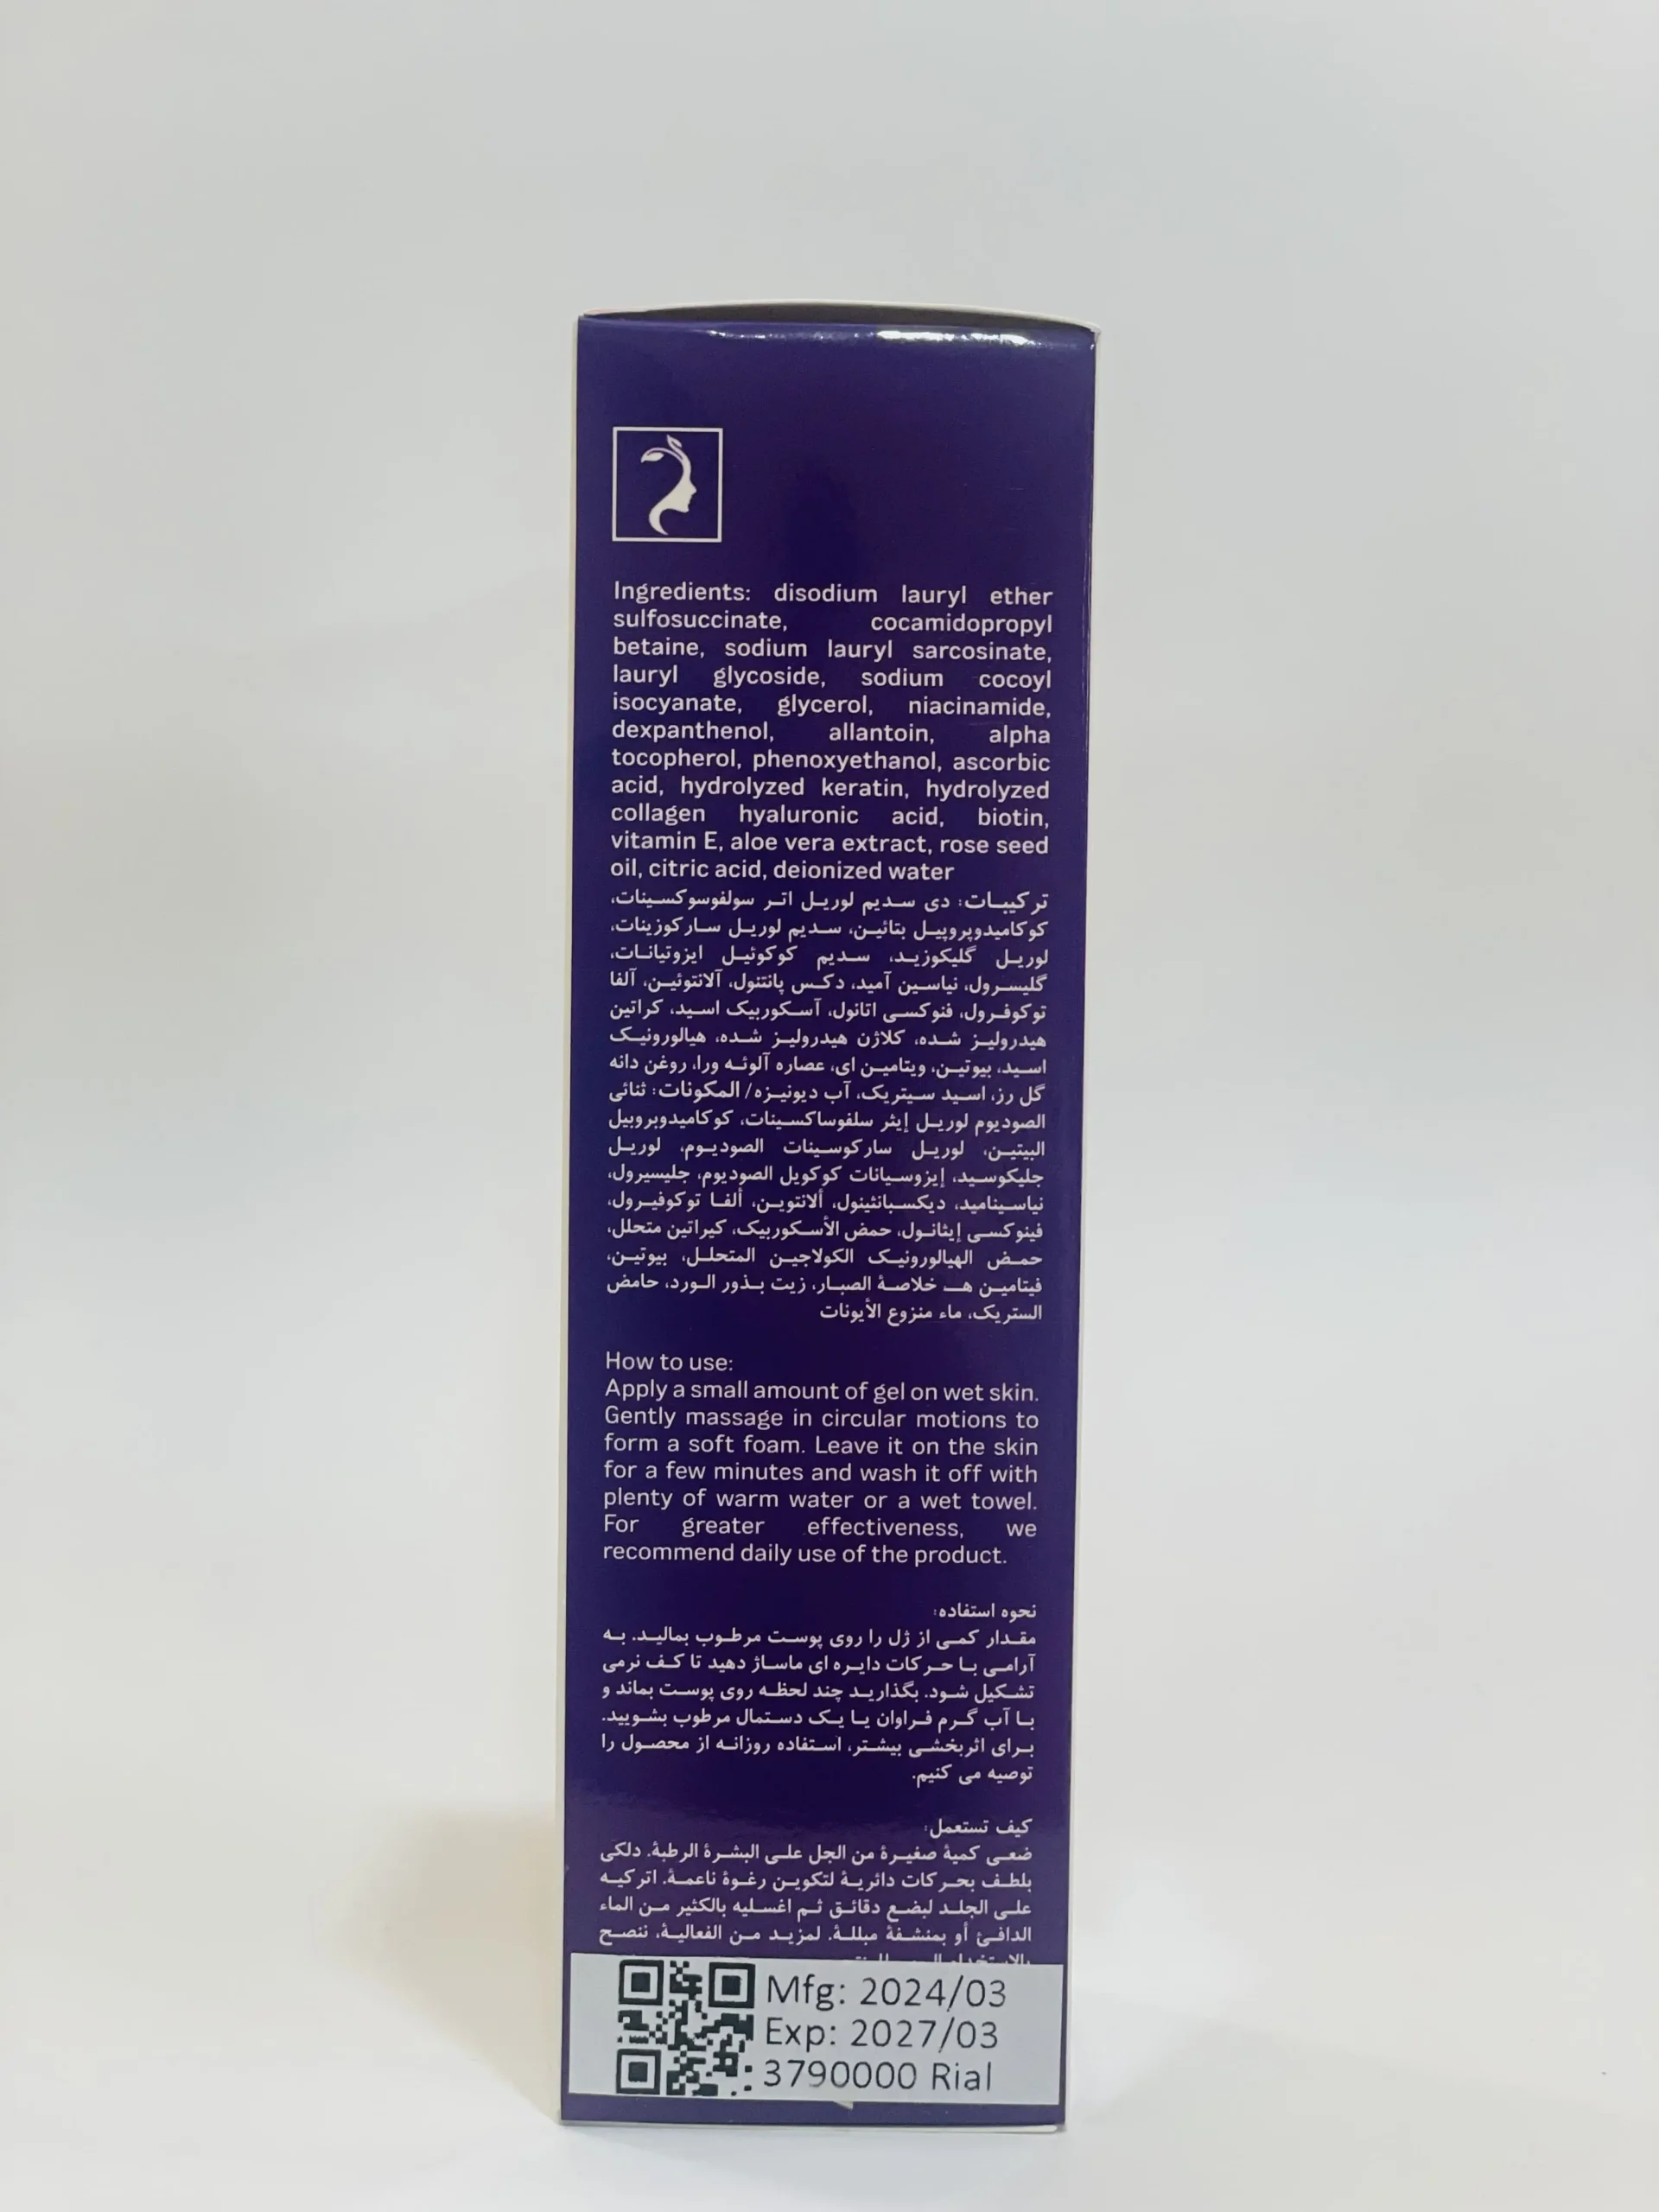 Ingredients: disodium lauryl ether
sulfosuccinate, cocamidopropyl
betaine, sodium lauryl sarcosinate,
lauryl glycoside, sodium cocoyl
isocyanate, glycerol, niacinamide,
dexpanthenol, allantoin, alpha
tocopherol, phenoxyethanol, ascorbic
acid, hydrolyzed keratin, hydrolyzed
collagen hyaluronic acid, biotin,
vitamin E, aloe vera extract, rose seed
oil, citric acid, deionized water
ترکیبات: دی سدیم لوریل اتر سولفوسوکسینات،
کوکامیدوپروپیل بتائین، سدیم لوریل سارکوزینات،
لوریل گلیکوزید، سدیم کوکوئیل ایزوتیانات،
گلیسرول، نیاسین آمید، دکس پانتنول، آلانتوئین، آلفا
توکوفرول، فنوکسی اتانول، آسکوربیک اسید، کراتین
هیدرولیز شده، کلاژن هیدرولیز شده، هیالورونیک
اسید، بیوتین، ویتامین ای، عصاره آلوئه ورا، روغن دانه
گل رز، اسید سیتریک، آب دیونیزه/ المکونات: ثنائی
الصودیوم لوریل إیثر سلفوساکسینات، کوکامیدوبروبیل
البیتین، لوریل سارکوسینات الصودیوم، لوریل
جلیکوسید، إیزوسیانات کوکویل الصودیوم، جلیسیرول،
نیاسینامید، دیکسبانثینول، ألانتوین، ألفا توکوفیرول،
فینوکسی إیثانول، حمض الأسکوربیک، کیراتین متحلل،
حمض الهیالورونیک الکولاجین المتحلل، بیوتین،
فیتامین هـ خلاصة الصبار، زیت بذور الورد، حامض
الستریک، ماء منزوع الأیونات
How to use:
Apply a small amount of gel on wet skin.
Gently massage in circular motions to
form a soft foam. Leave it on the skin
for a few minutes and wash it off with
plenty of warm water or a wet towel.
For greater effectiveness, we
recommend daily use of the product.
نحوه استفاده:
مقدار کمی از ژل را روی پوست مرطوب بمالید. به
آرامی با حرکات دایره ای ماساژ دهید تا کف نرمی
تشکیل شود. بگذارید چند لحظه روی پوست بماند و
با آب گرم فراوان یا یک دستمال مرطوب بشویید.
برای اثربخشی بیشتر، استفاده روزانه از محصول را
توصیه می کنیم.
کیف تستعمل:
ضعی کمیة صغیرة من الجل علی البشرة الرطبة. دلکی
بلطف بحرکات دائریة لتکوین رغوة ناعمة. اترکیه
علی الجلد لبضع دقائق ثم اغسلیه بالکثیر من الماء
الدافئ أو بمنشفة مبللة. لمزید من الفعالیة، ننصح
Mfg: 2024/03
Exp: 2027/03
3790000 Rial